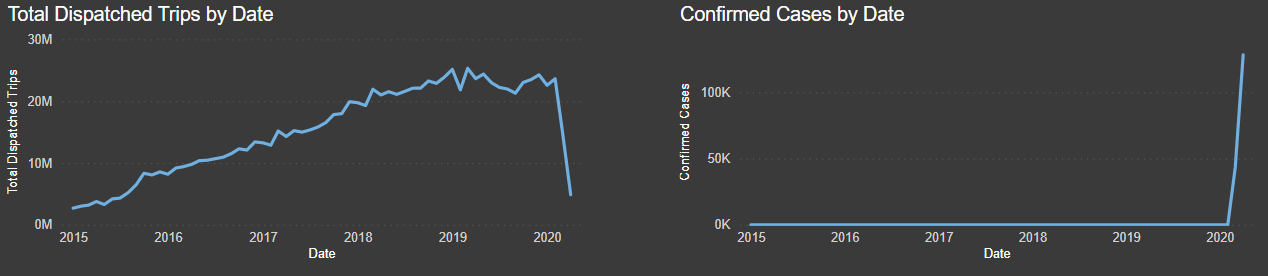 Total Dispatched Trips by Date
30M
20M
10M
0M
Total Dispatched Trips
2015 2016 2017 2018 2019 2020
Date
Confirmed Cases by Date
100K
50K
0K
Confirmed Cases
2015 2016 2017 2018 2019 2020
Date